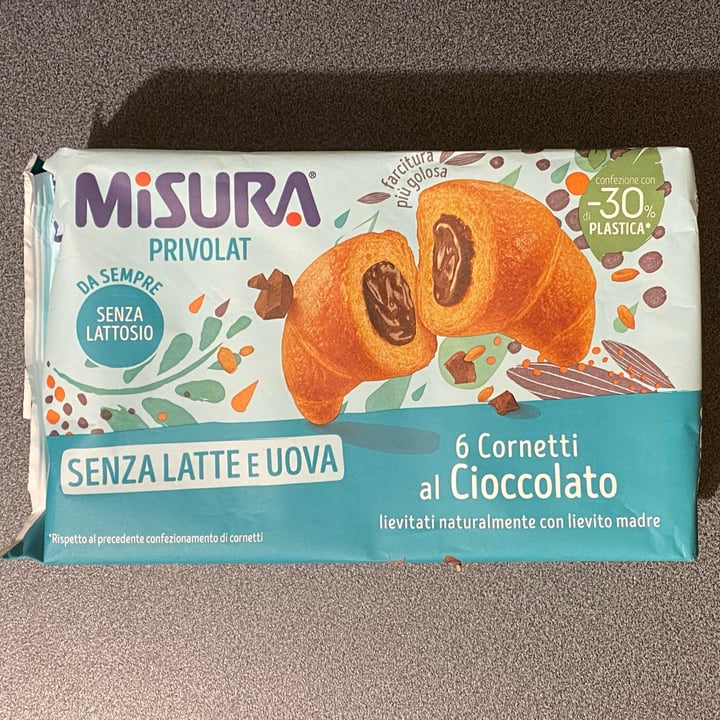 MiSURA®
PRIVOLAT
DA SEMPRE
SENZA
LATTOSIO
farcitura
più golosa
confezione con
di -30%
PLASTICA*
SENZA LATTE E UOVA
6 Cornetti
al Cioccolato
lievitati naturalmente con lievito madre
*Rispetto al precedente confezionamento di cornetti